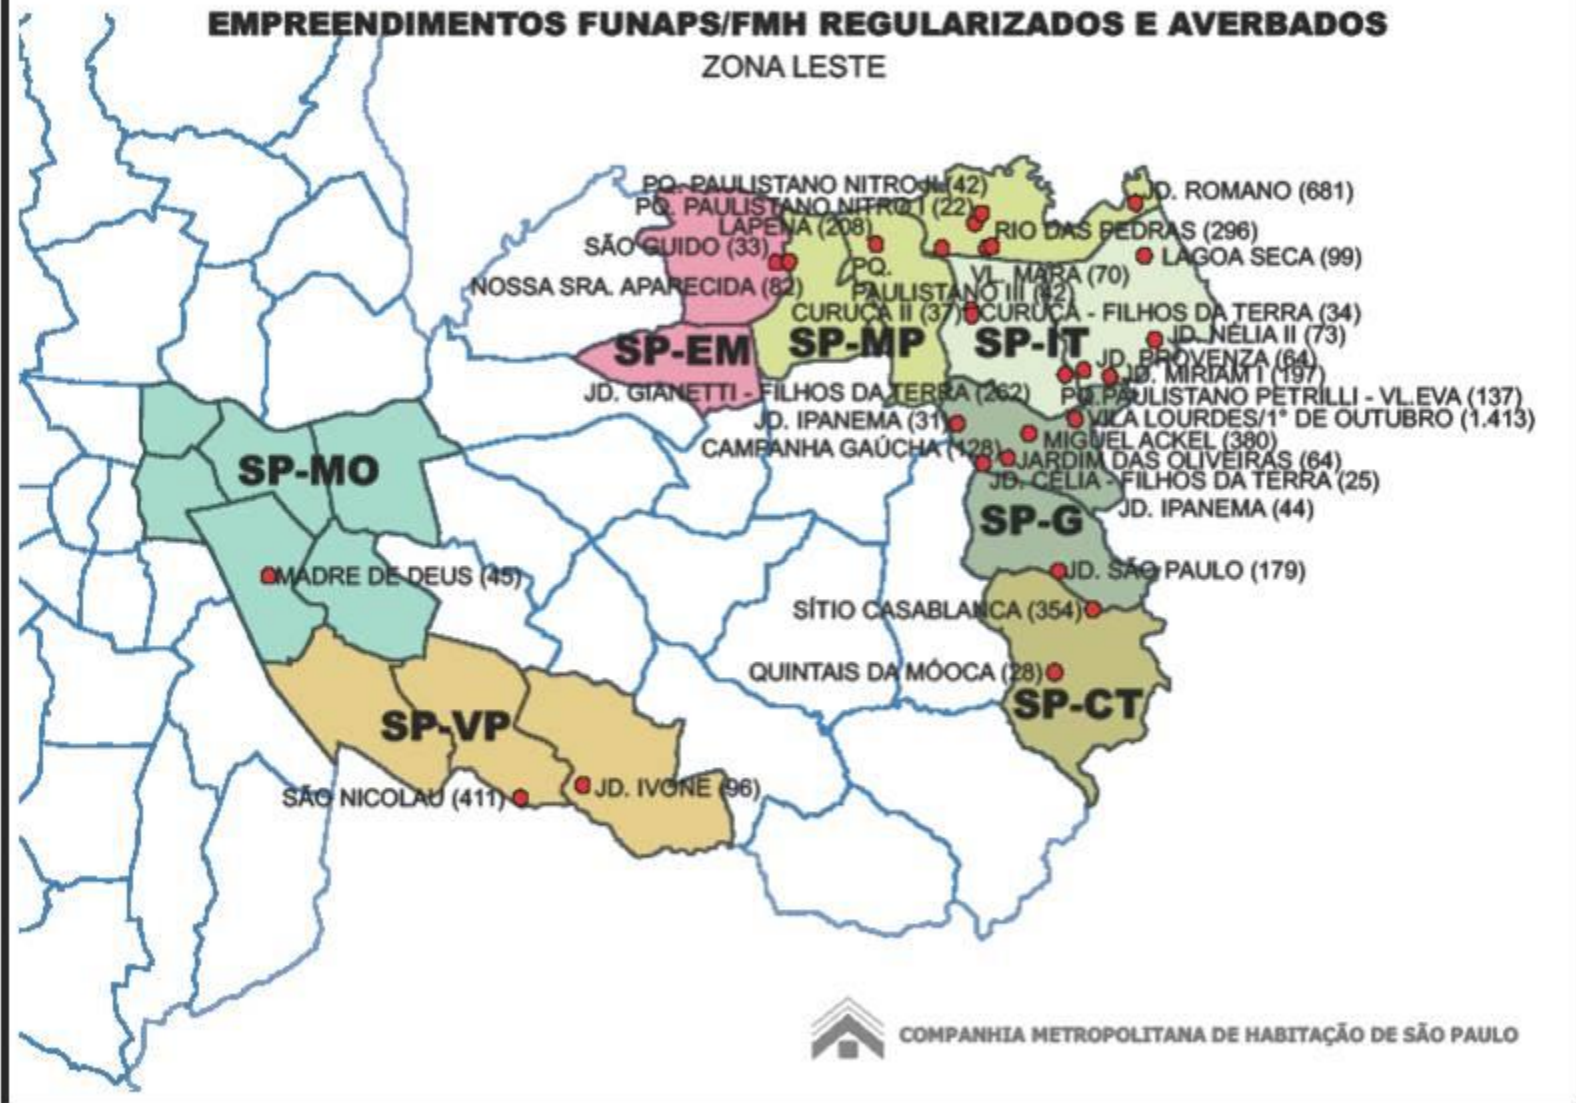 EMPREENDIMENTOS FUNAPS/FMH REGULARIZADOS E AVERBADOS
ZONA LESTE
PQ. PAULISTANO NITRO II (42)
JD. ROMANO (681)
PQ. PAULISTANO NITRO I (22)
LAPENA (208)
RIO DAS PEDRAS (296)
SÃO GUIDO (33)
LAGOA SECA (99)
PQ.
PAULISTANO III (42)
VL. MARA (70)
NOSSA SRA. APARECIDA (82)
CURUÇA II (37)
CURUÇA - FILHOS DA TERRA (34)
JD. NÉLIA II (73)
SP-EM
SP-MP
SP-IT
JD. PROVENZA (64)
JD. MIRIAM I (197)
JD. GIANETTI - FILHOS DA TERRA (262)
PQ.PAULISTANO PETRILLI - VL.EVA (137)
JD. IPANEMA (31)
VILA LOURDES/1° DE OUTUBRO (1.413)
MIGUEL ACKEL (380)
CAMPANHA GAÚCHA (128)
JARDIM DAS OLIVEIRAS (64)
SP-MO
JD. CÉLIA - FILHOS DA TERRA (25)
JD. IPANEMA (44)
SP-G
MADRE DE DEUS (45)
JD. SÃO PAULO (179)
SÍTIO CASABLANCA (354)
QUINTAIS DA MÓOCA (28)
SP-CT
SP-VP
JD. IVONE (96)
SÃO NICOLAU (411)
COMPANHIA METROPOLITANA DE HABITAÇÃO DE SÃO PAULO